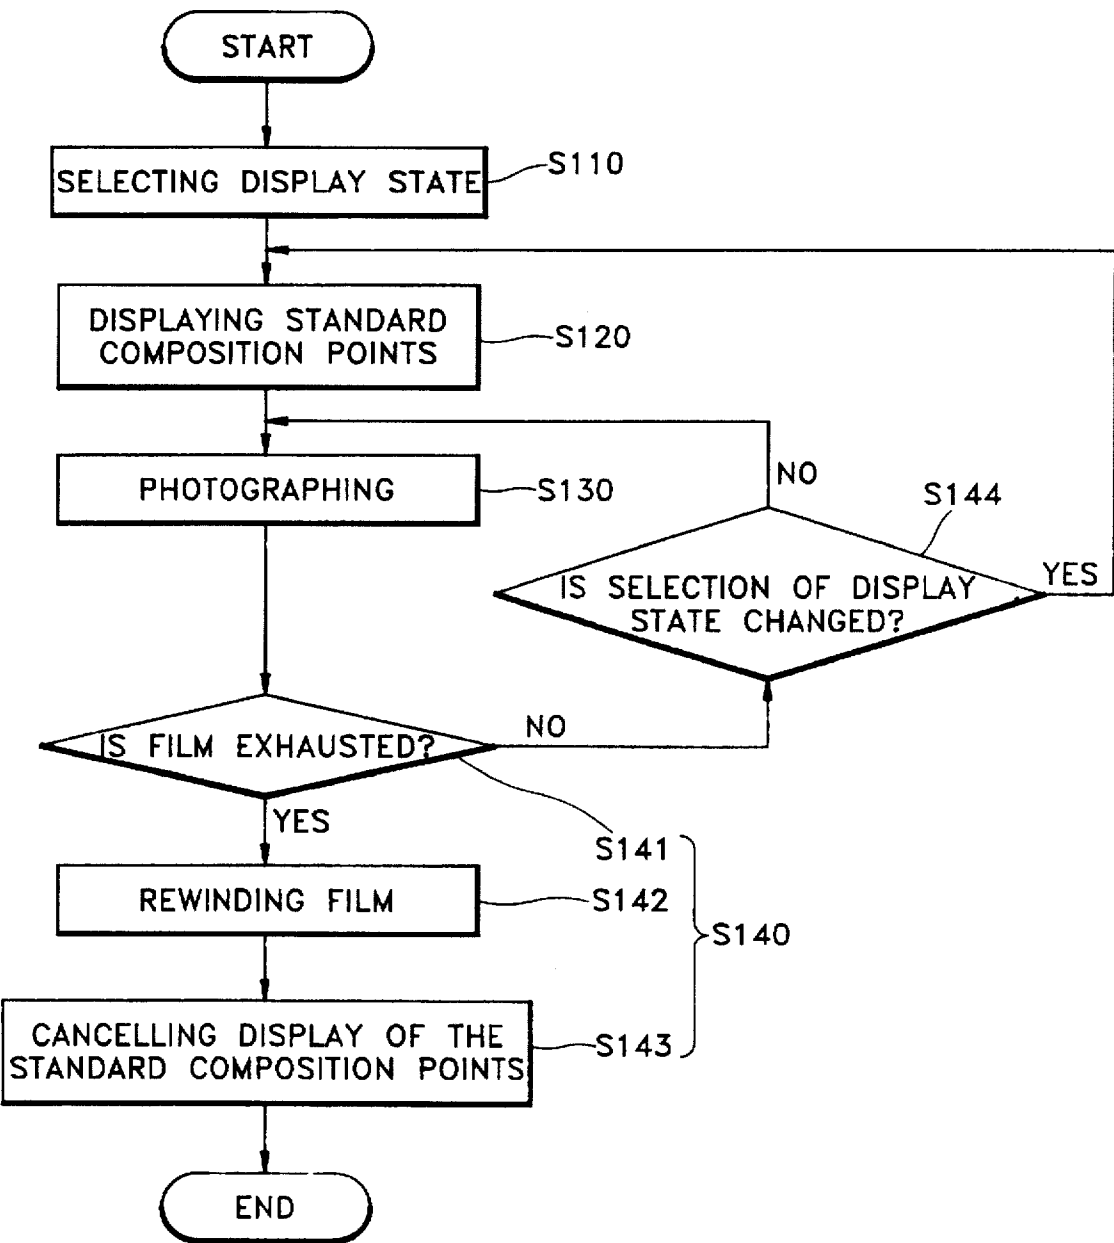 START
SELECTING DISPLAY STATE
S110
DISPLAYING STANDARD
COMPOSITION POINTS
S120
PHOTOGRAPHING
S130
NO
S144
IS SELECTION OF DISPLAY
STATE CHANGED?
YES
IS FILM EXHAUSTED?
NO
YES
S141
REWINDING FILM
S142
S140
CANCELLING DISPLAY OF THE
STANDARD COMPOSITION POINTS
S143
END